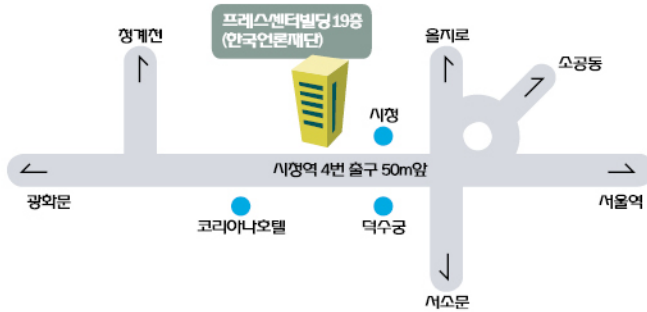 프레스센터빌딩 19층
(한국언론재단)
청계천
을지로
소공동
시청
시청역 4번 출구 50m앞
광화문
서울역
코리아나호텔
덕수궁
서소문